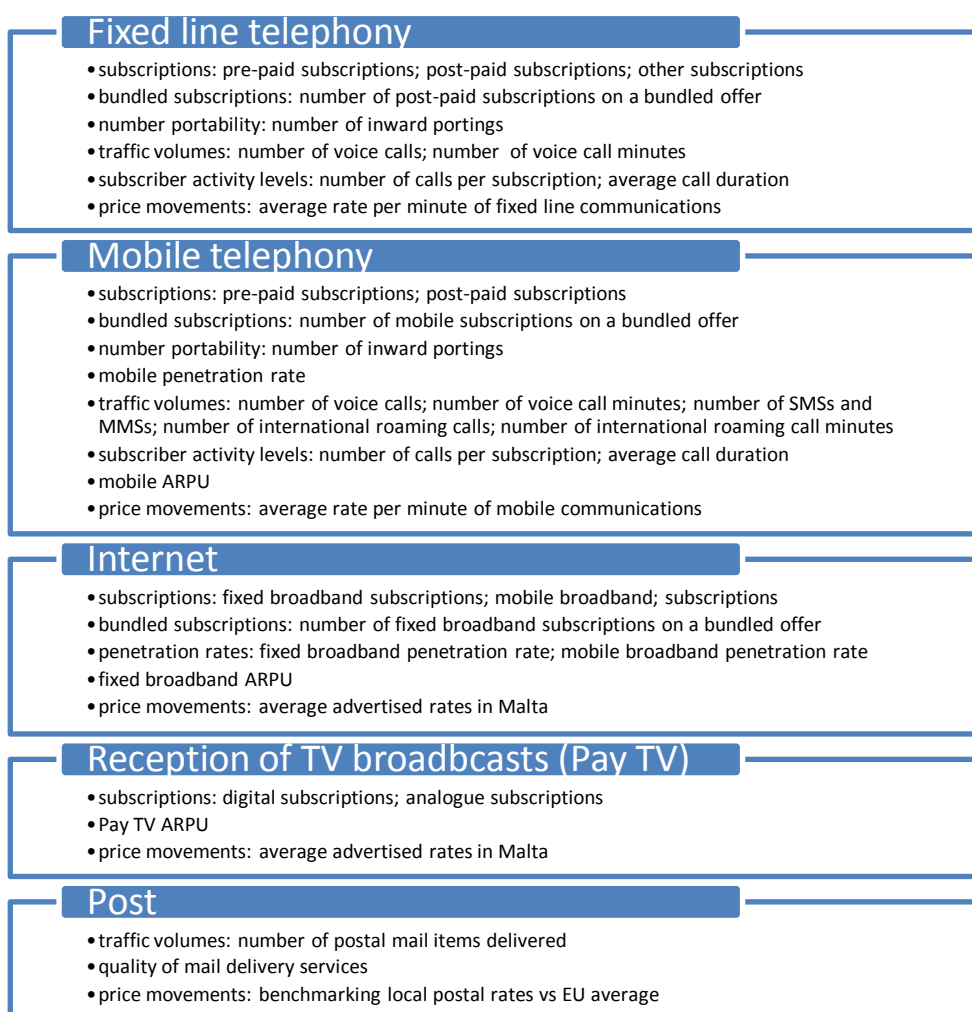 Fixed line telephony
•subscriptions: pre-paid subscriptions; post-paid subscriptions; other subscriptions
•bundled subscriptions: number of post-paid subscriptions on a bundled offer
•number portability: number of inward portings
•traffic volumes: number of voice calls; number of voice call minutes
•subscriber activity levels: number of calls per subscription; average call duration
•price movements: average rate per minute of fixed line communications
Mobile telephony
•subscriptions: pre-paid subscriptions; post-paid subscriptions
•bundled subscriptions: number of mobile subscriptions on a bundled offer
•number portability: number of inward portings
•mobile penetration rate
•traffic volumes: number of voice calls; number of voice call minutes; number of SMSs and
MMSs; number of international roaming calls; number of international roaming call minutes
•subscriber activity levels: number of calls per subscription; average call duration
•mobile ARPU
•price movements: average rate per minute of mobile communications
Internet
•subscriptions: fixed broadband subscriptions; mobile broadband; subscriptions
•bundled subscriptions: number of fixed broadband subscriptions on a bundled offer
•penetration rates: fixed broadband penetration rate; mobile broadband penetration rate
•fixed broadband ARPU
•price movements: average advertised rates in Malta
Reception of TV broadbcasts (Pay TV)
•subscriptions: digital subscriptions; analogue subscriptions
•Pay TV ARPU
•price movements: average advertised rates in Malta
Post
•traffic volumes: number of postal mail items delivered
•quality of mail delivery services
•price movements: benchmarking local postal rates vs EU average